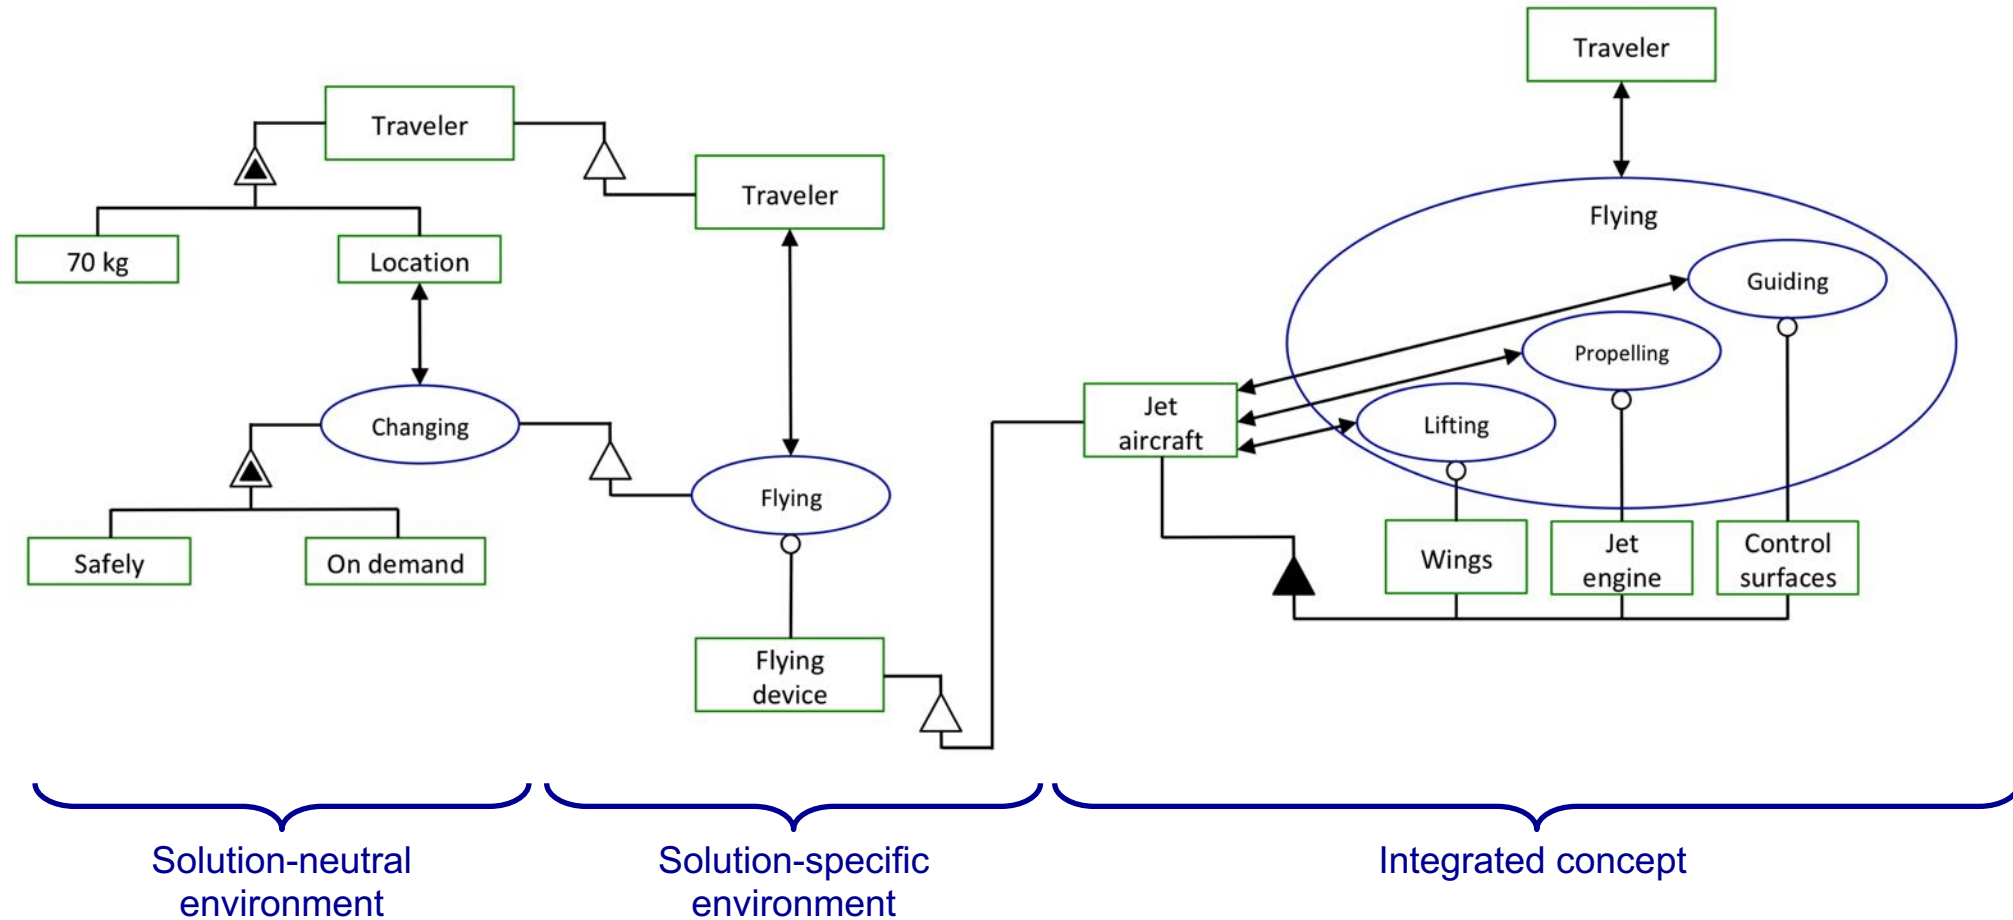 Traveler
70 kg
Location
Changing
Safely
On demand
Traveler
Flying
Flying
device
Traveler
Flying
Guiding
Propelling
Lifting
Jet
aircraft
Wings
Jet
engine
Control
surfaces
Solution-neutral
environment
Solution-specific
environment
Integrated concept